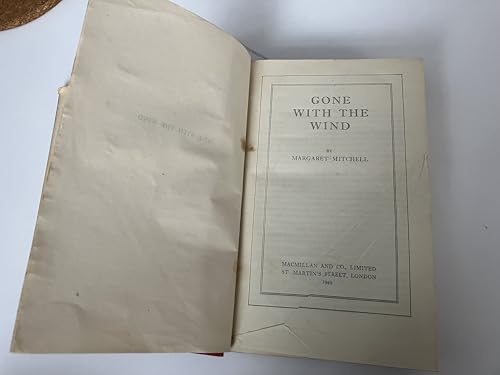 GONE
WITH THE
WIND
BY
MARGARET MITCHELL
MACMILLAN AND CO., LIMITED
ST. MARTIN'S STREET, LONDON